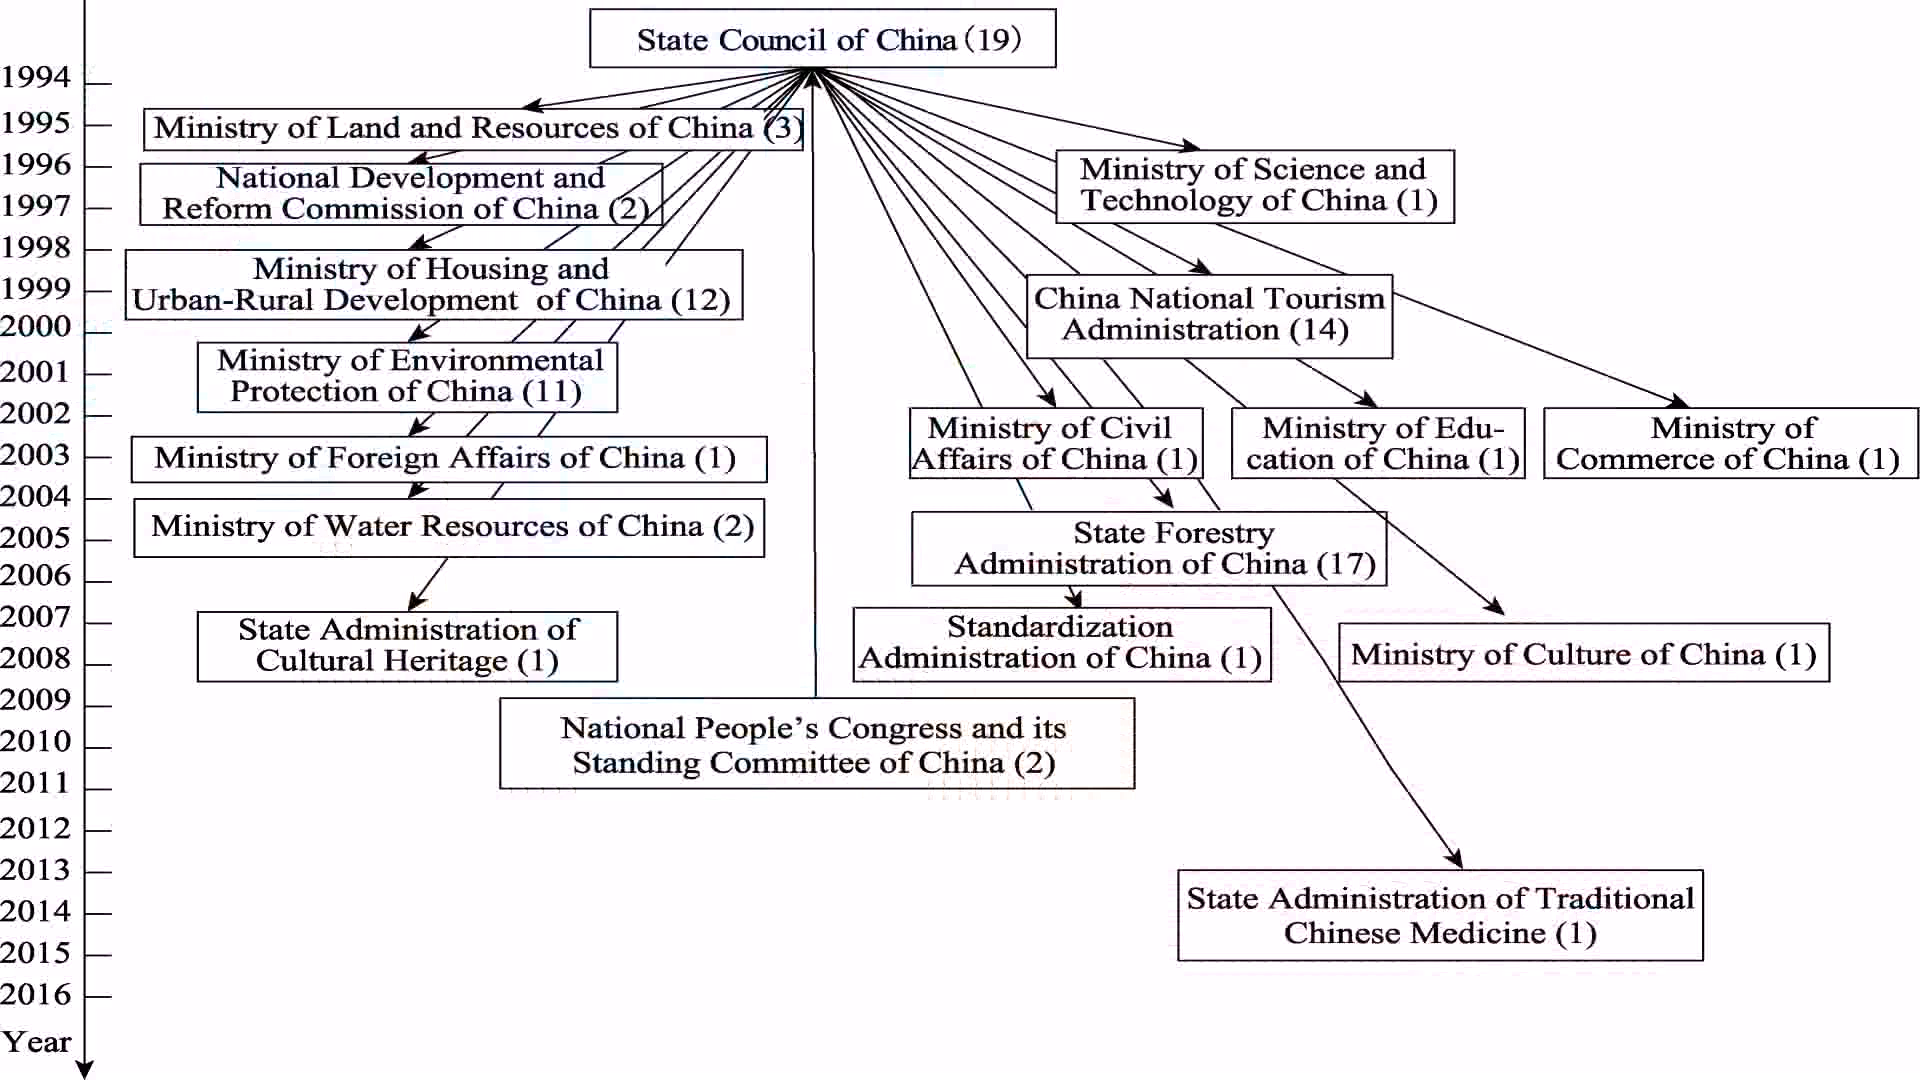 State Council of China (19)
1994
1995
1996
1997
1998
1999
2000
2001
2002
2003
2004
2005
2006
2007
2008
2009
2010
2011
2012
2013
2014
2015
2016
Year
Ministry of Land and Resources of China (3)
National Development and
Reform Commission of China (2)
Ministry of Housing and
Urban-Rural Development of China (12)
Ministry of Environmental
Protection of China (11)
Ministry of Foreign Affairs of China (1)
Ministry of Water Resources of China (2)
State Administration of
Cultural Heritage (1)
National People’s Congress and its
Standing Committee of China (2)
Ministry of Science and
Technology of China (1)
China National Tourism
Administration (14)
Ministry of Civil
Affairs of China (1)
Ministry of Edu-
cation of China (1)
Ministry of
Commerce of China (1)
State Forestry
Administration of China (17)
Standardization
Administration of China (1)
Ministry of Culture of China (1)
State Administration of Traditional
Chinese Medicine (1)